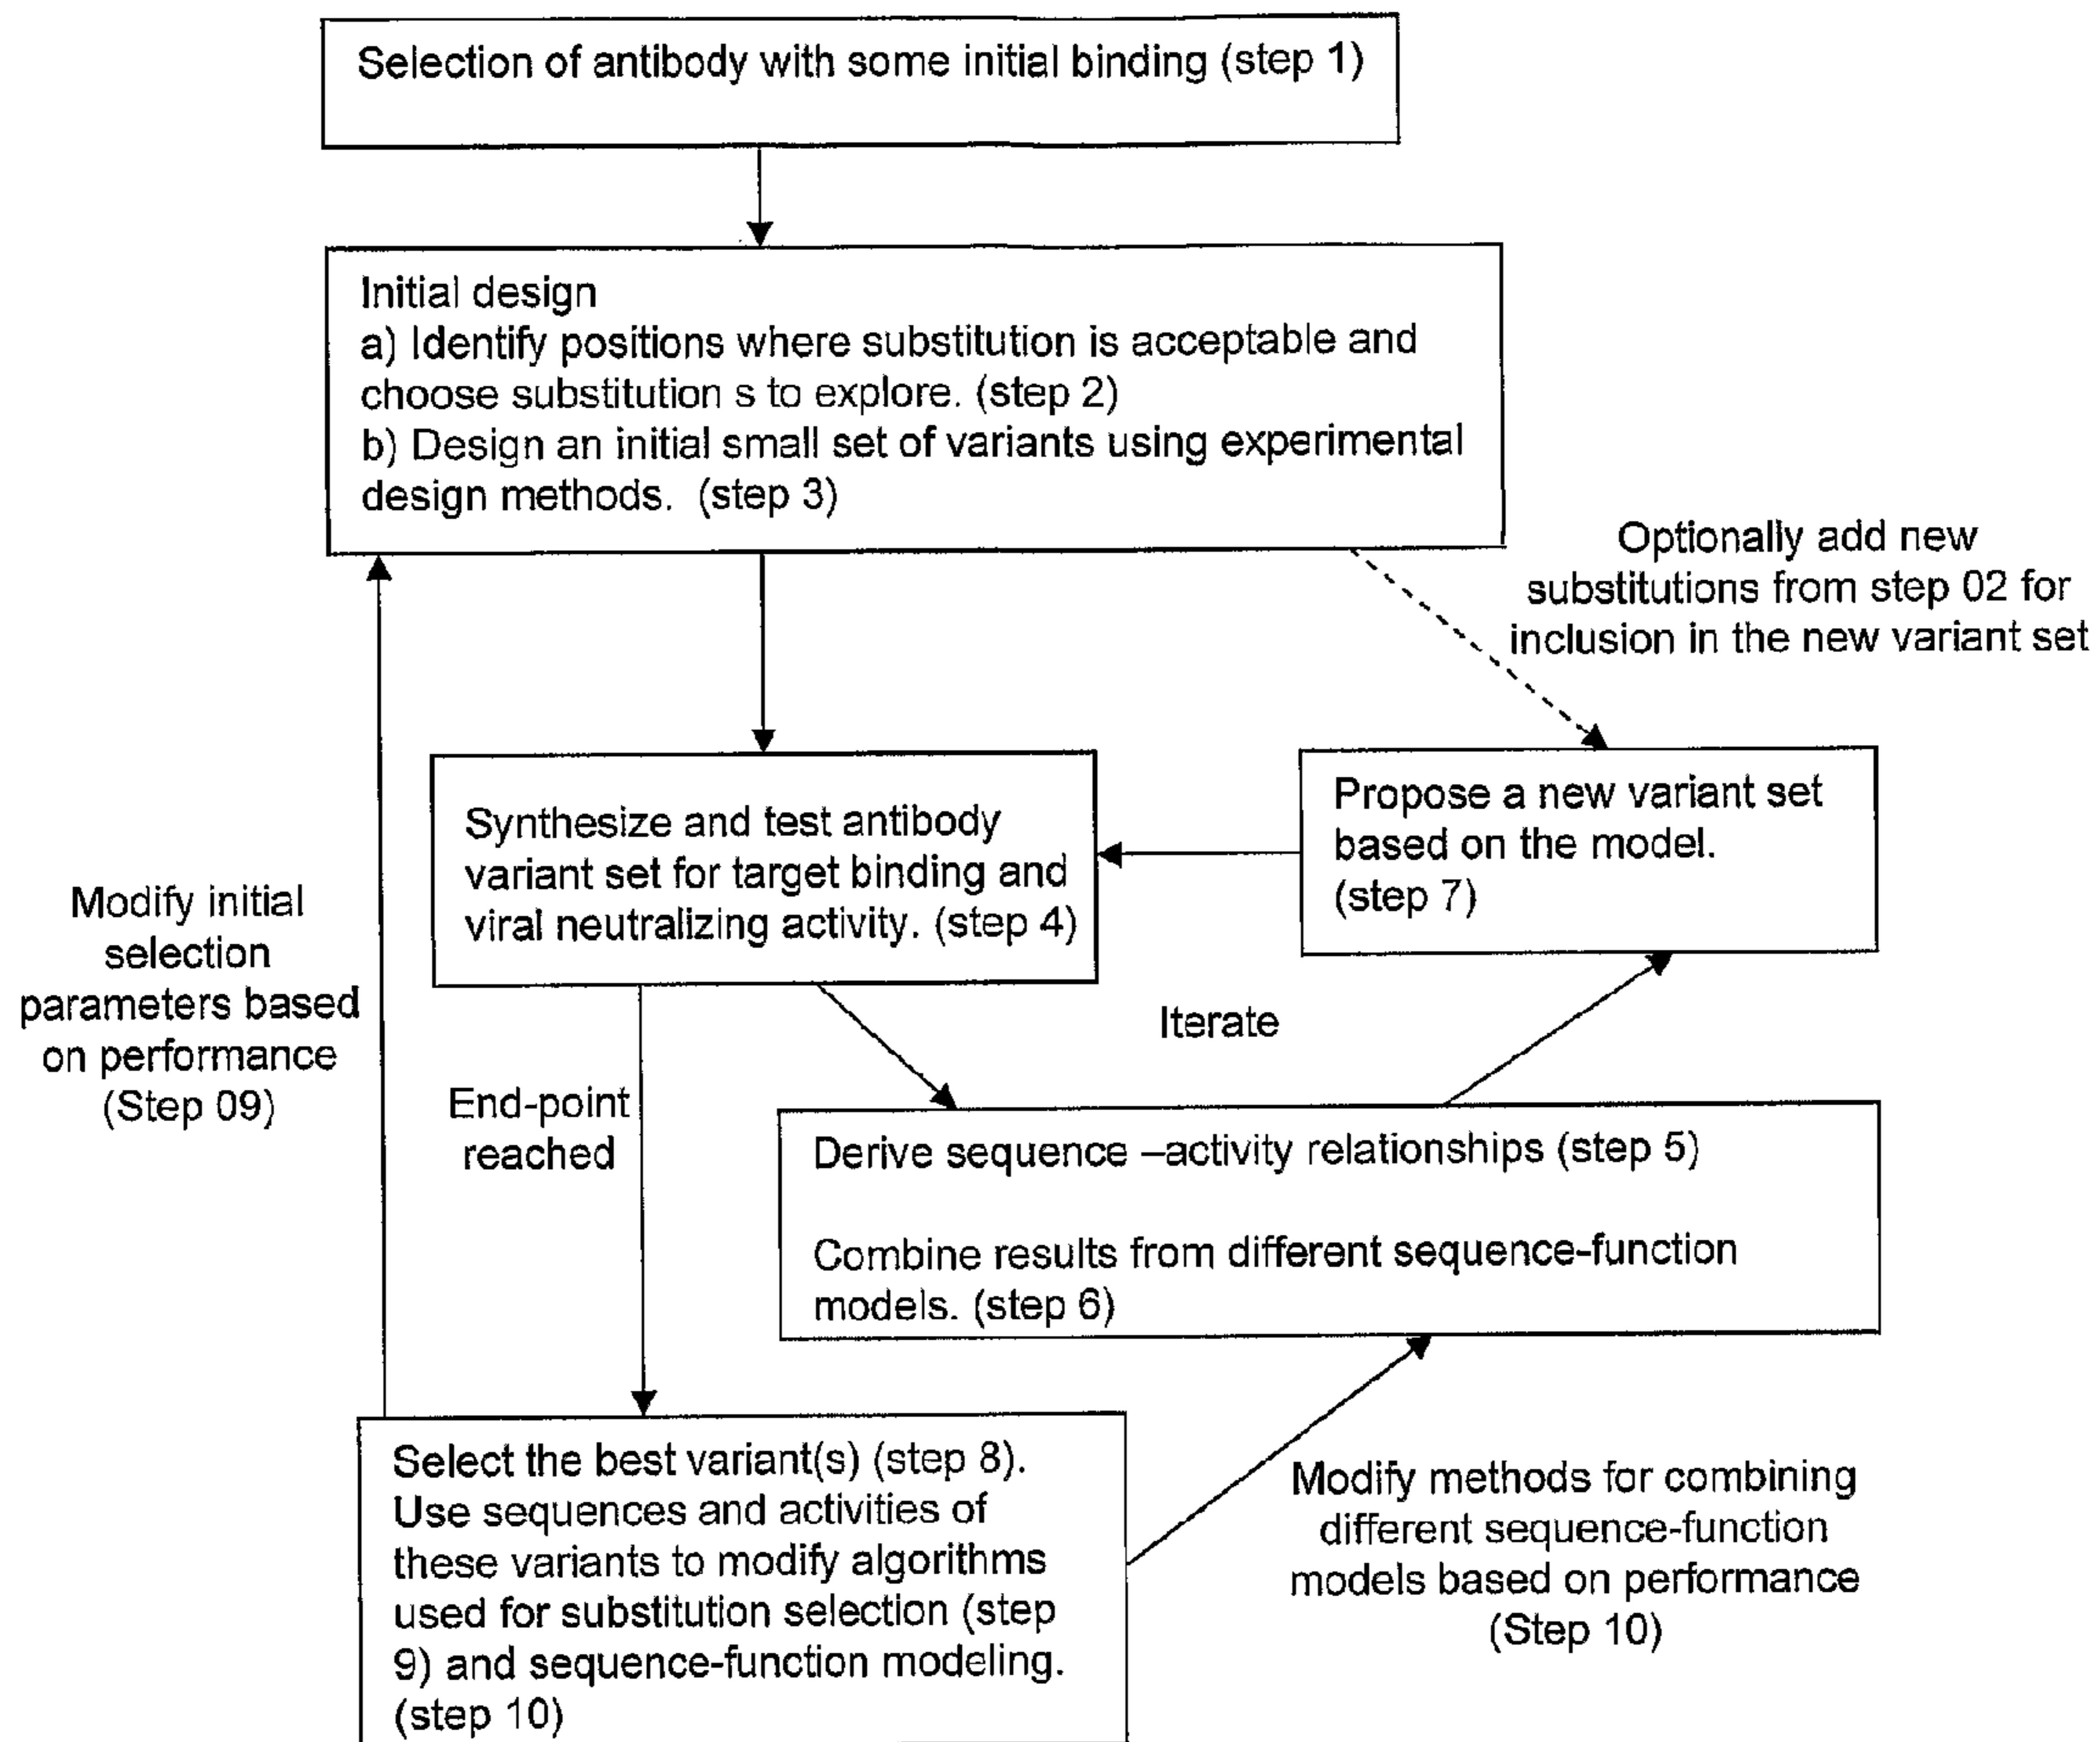 Selection of antibody with some initial binding (step 1)
Initial design
a) Identify positions where substitution is acceptable and
choose substitution s to explore. (step 2)
b) Design an initial small set of variants using experimental
design methods. (step 3)
Optionally add new
substitutions from step 02 for
inclusion in the new variant set
Synthesize and test antibody
variant set for target binding and
viral neutralizing activity. (step 4)
Propose a new variant set
based on the model.
(step 7)
Modify initial
selection
parameters based
on performance
(Step 09)
Iterate
End-point
reached
Derive sequence –activity relationships (step 5)
Combine results from different sequence-function
models. (step 6)
Select the best variant(s) (step 8).
Use sequences and activities of
these variants to modify algorithms
used for substitution selection (step
9) and sequence-function modeling.
(step 10)
Modify methods for combining
different sequence-function
models based on performance
(Step 10)